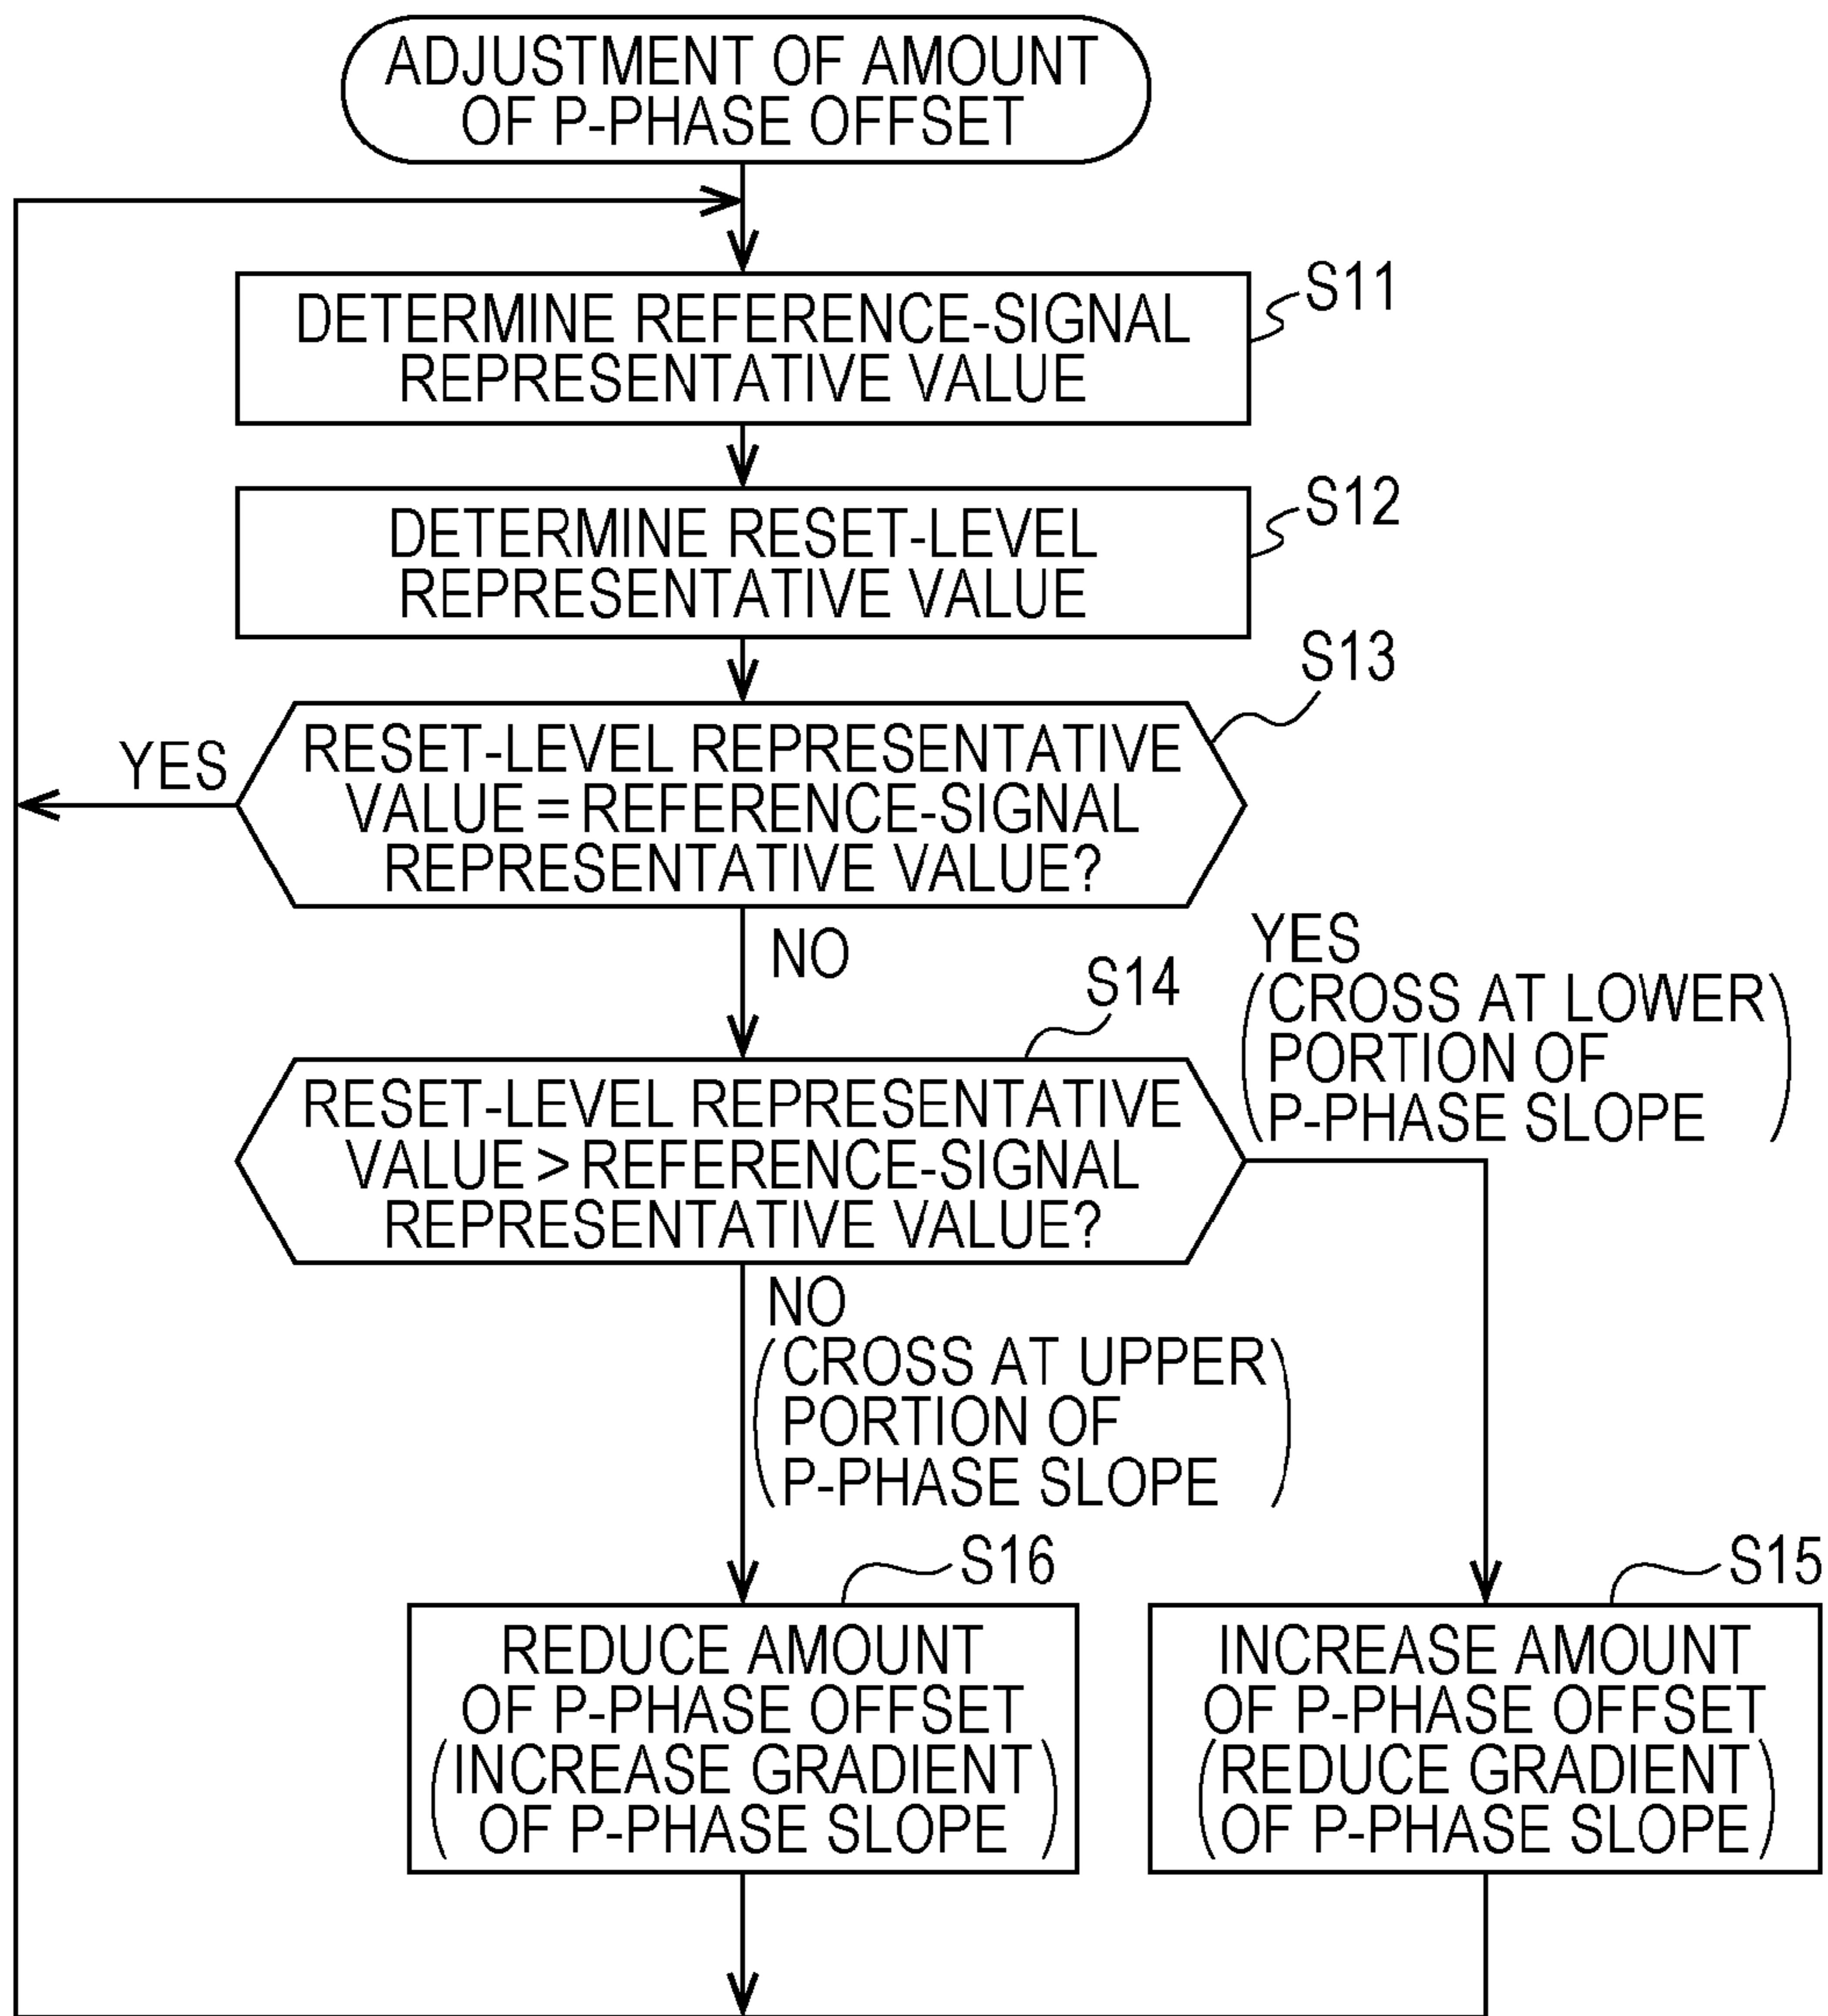 ADJUSTMENT OF AMOUNT
OF P-PHASE OFFSET
S11
DETERMINE REFERENCE-SIGNAL
REPRESENTATIVE VALUE
S12
DETERMINE RESET-LEVEL
REPRESENTATIVE VALUE
S13
RESET-LEVEL REPRESENTATIVE
VALUE = REFERENCE-SIGNAL
REPRESENTATIVE VALUE?
YES
NO
S14
RESET-LEVEL REPRESENTATIVE
VALUE > REFERENCE-SIGNAL
REPRESENTATIVE VALUE?
YES
(CROSS AT LOWER
PORTION OF
P-PHASE SLOPE)
NO
(CROSS AT UPPER
PORTION OF
P-PHASE SLOPE)
S16
REDUCE AMOUNT
OF P-PHASE OFFSET
(INCREASE GRADIENT
OF P-PHASE SLOPE)
S15
INCREASE AMOUNT
OF P-PHASE OFFSET
(REDUCE GRADIENT
OF P-PHASE SLOPE)